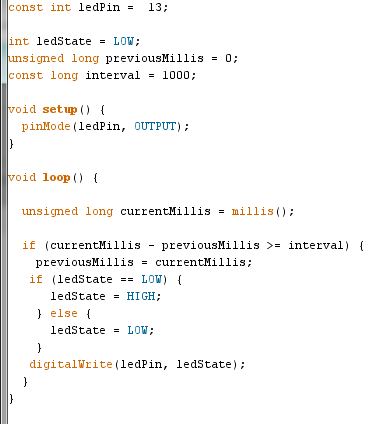 const int ledPin =  13;

int ledState = LOW;
unsigned long previousMillis = 0;
const long interval = 1000;

void setup() {
  pinMode(ledPin, OUTPUT);
}

void loop() {

  unsigned long currentMillis = millis();

  if (currentMillis - previousMillis >= interval) {
    previousMillis = currentMillis;
   if (ledState == LOW) {
      ledState = HIGH;
    } else {
      ledState = LOW;
    }
   digitalWrite(ledPin, ledState);
  }
}